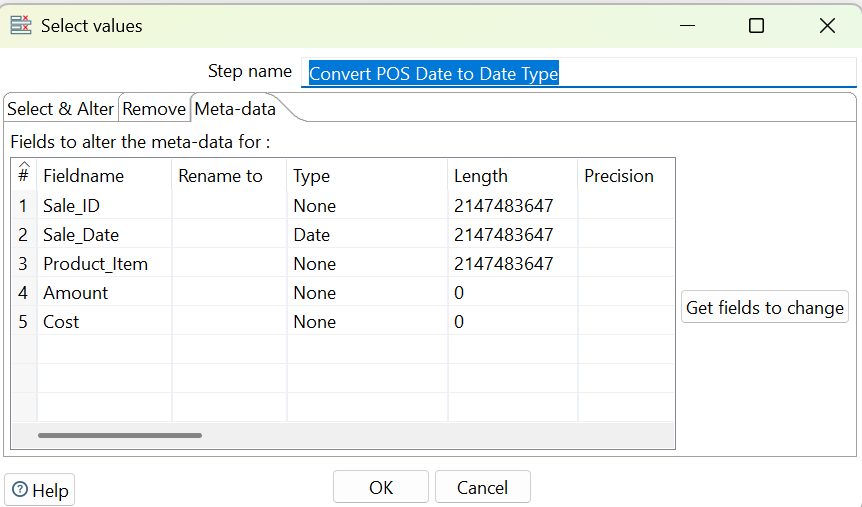 Select values
Step name Convert POS Date to Date Type
Select & Alter Remove Meta-data
Fields to alter the meta-data for :
# Fieldname Rename to Type Length Precision
1 Sale_ID None 2147483647
2 Sale_Date Date 2147483647
3 Product_Item None 2147483647
4 Amount None 0
5 Cost None 0
Get fields to change
Help OK Cancel